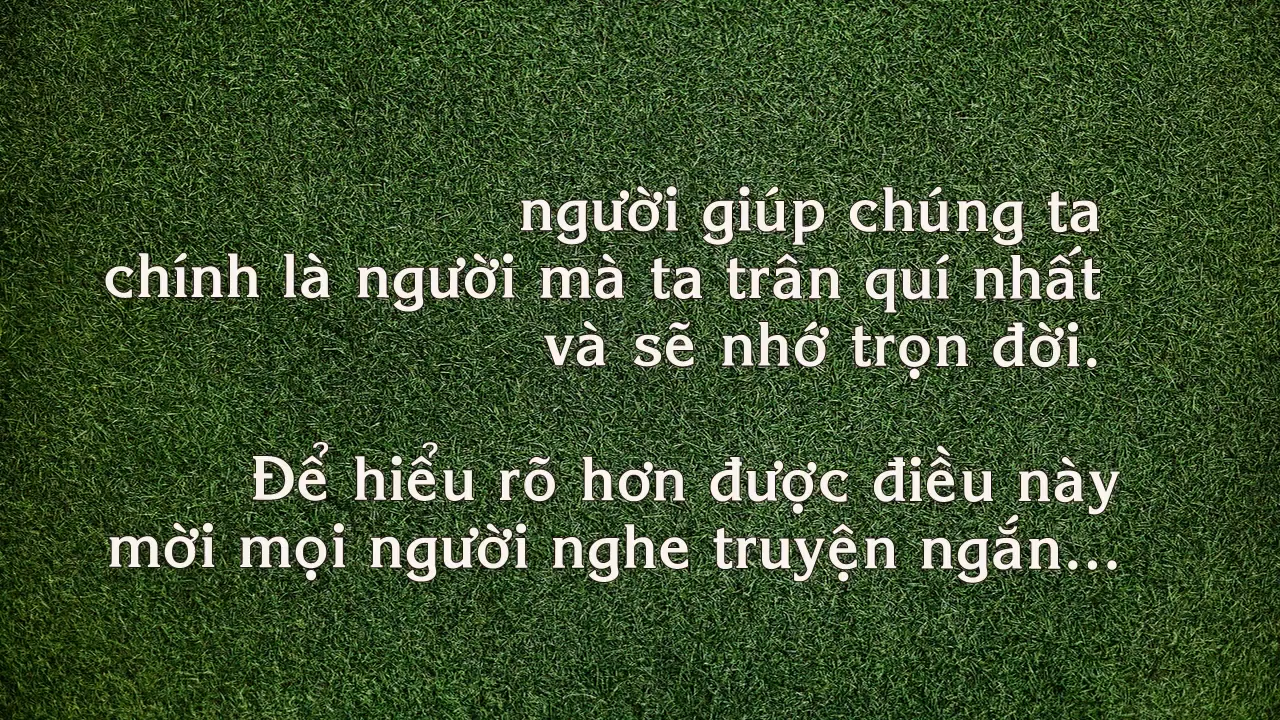 người giúp chúng ta
chính là người mà ta trân quí nhất
và sẽ nhớ trọn đời.
Để hiểu rõ hơn được điều này
mời mọi người nghe truyện ngắn...